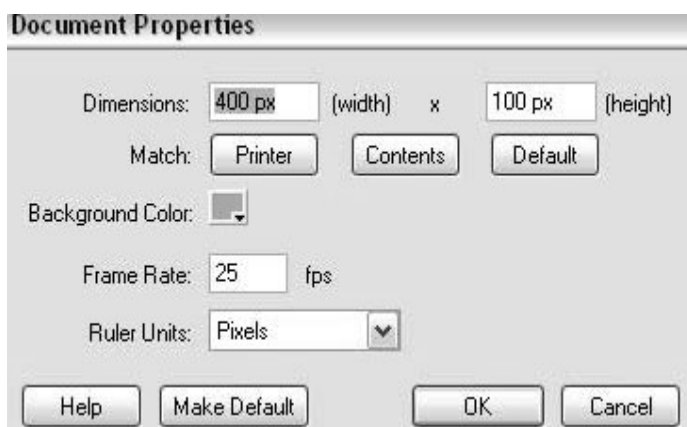 Document Properties
Dimensions: 400 px (width) x 100 px (height)
Match: Printer Contents Default
Background Color:
Frame Rate: 25 fps
Ruler Units: Pixels
Help Make Default OK Cancel